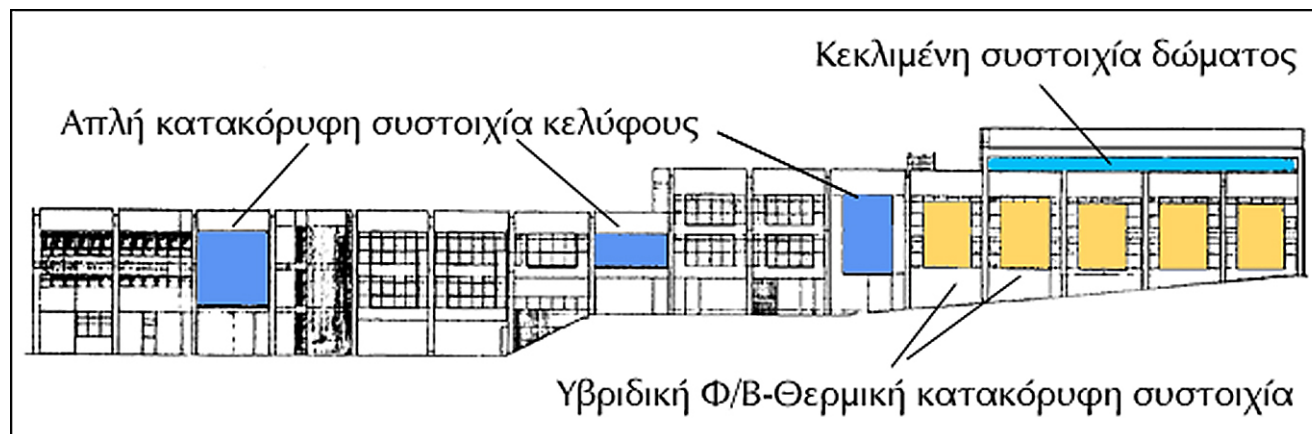 Κεκλιμένη συστοιχία δώματος
Απλή κατακόρυφη συστοιχία κελύφους
Υβριδική Φ/Β-Θερμική κατακόρυφη συστοιχία